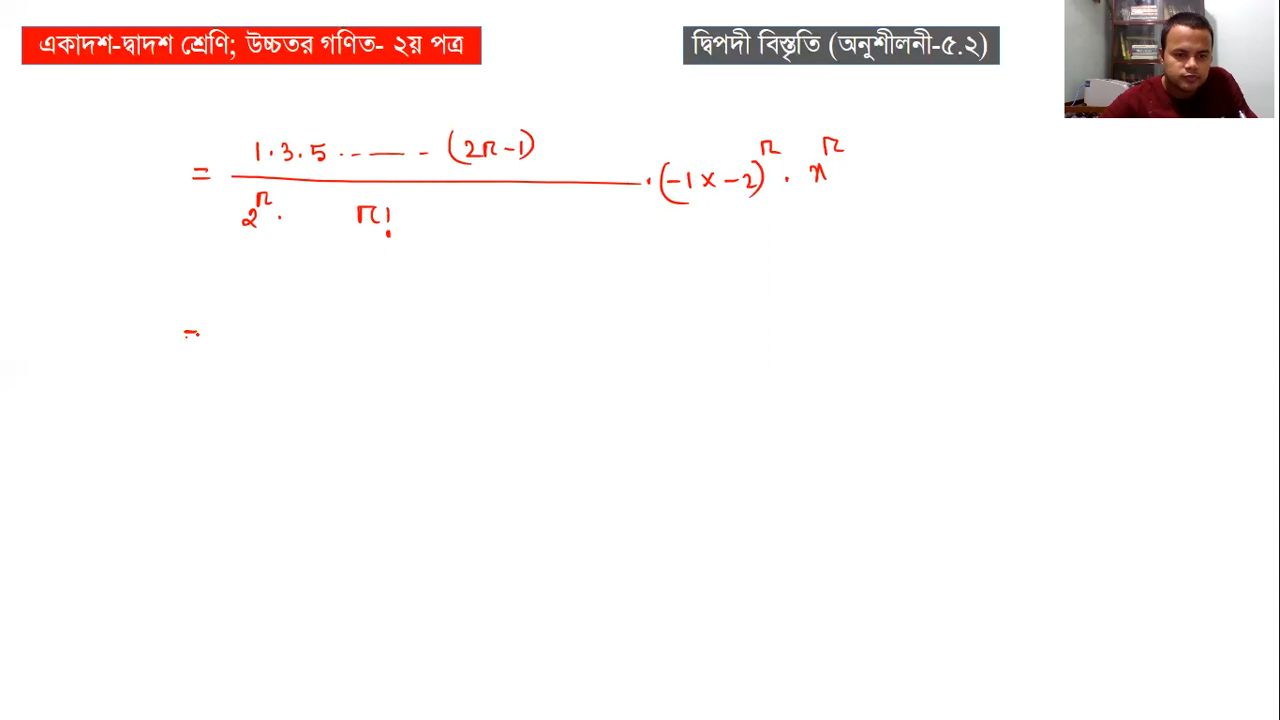 একাদশ-দ্বাদশ শ্রেণি; উচ্চতর গণিত- ২য় পত্র
দ্বিপদী বিস্তৃতি (অনুশীলনী-৫.২)
= 1·3·5 ..... (2r-1) / 2^r · r! · (-1×-2)^r · x^r
=